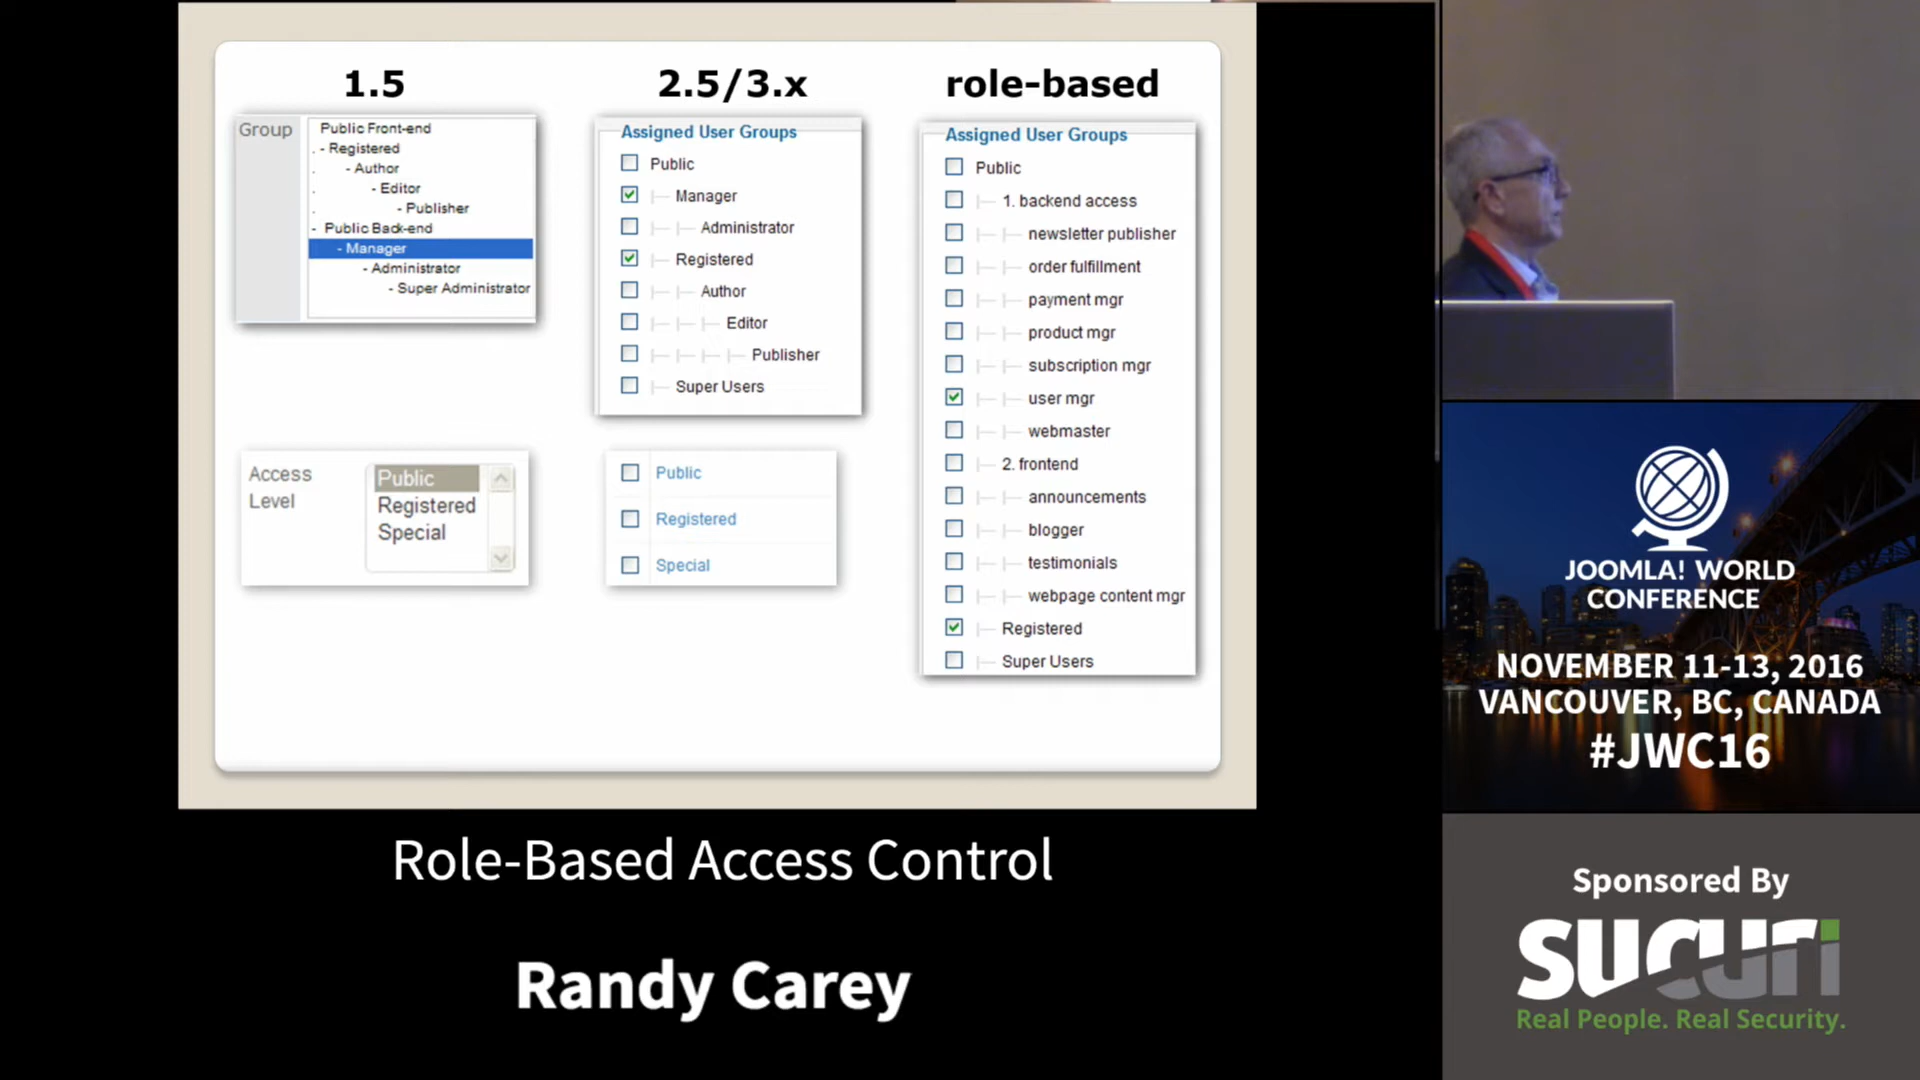 1.5
Group
Public Front-end
. - Registered
. - Author
. - Editor
. - Publisher
- Public Back-end
- Manager
- Administrator
- Super Administrator
Access
Level
Public
Registered
Special
2.5/3.x
Assigned User Groups
Public
Manager
Administrator
Registered
Author
Editor
Publisher
Super Users
Public
Registered
Special
role-based
Assigned User Groups
Public
1. backend access
newsletter publisher
order fulfillment
payment mgr
product mgr
subscription mgr
user mgr
webmaster
2. frontend
announcements
blogger
testimonials
webpage content mgr
Registered
Super Users
Role-Based Access Control
Randy Carey
JOOMLA! WORLD
CONFERENCE
NOVEMBER 11-13, 2016
VANCOUVER, BC, CANADA
#JWC16
Sponsored By
SUCURI
Real People. Real Security.